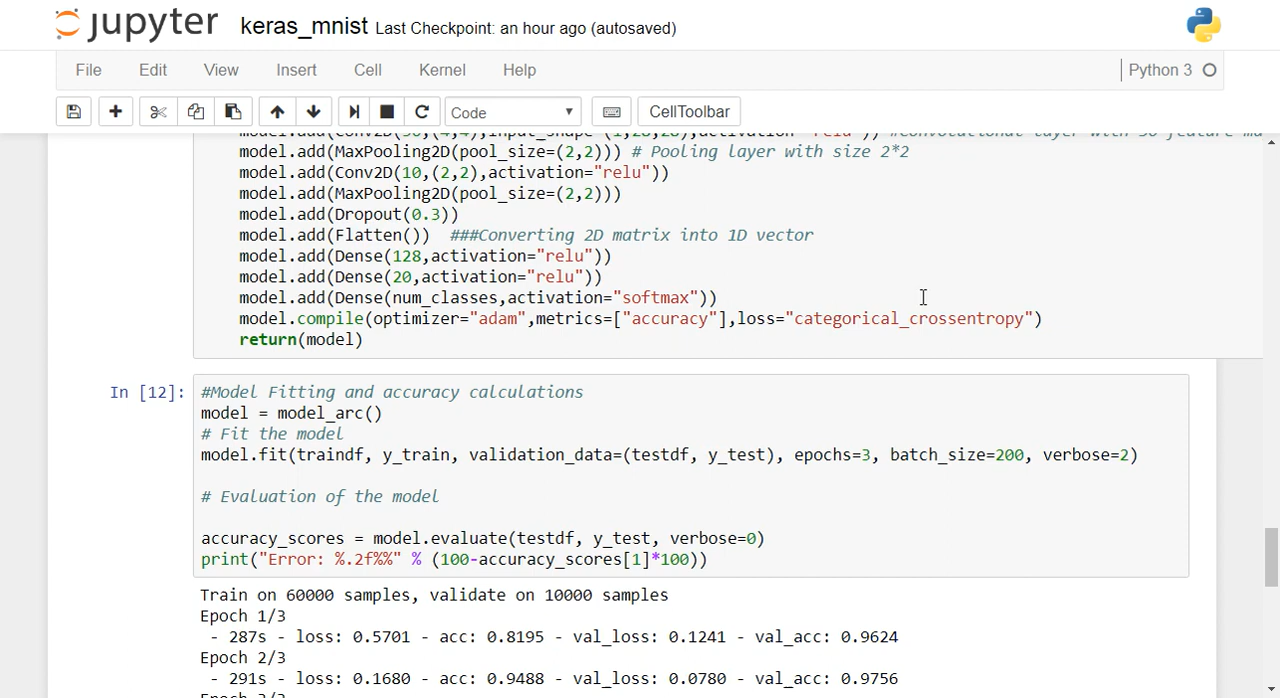 jupyter keras_mnist Last Checkpoint: an hour ago (autosaved)
File Edit View Insert Cell Kernel Help Python 3
Code CellToolbar
model.add(MaxPooling2D(pool_size=(2,2))) # Pooling layer with size 2*2
model.add(Conv2D(10,(2,2),activation="relu"))
model.add(MaxPooling2D(pool_size=(2,2)))
model.add(Dropout(0.3))
model.add(Flatten())  ###Converting 2D matrix into 1D vector
model.add(Dense(128,activation="relu"))
model.add(Dense(20,activation="relu"))
model.add(Dense(num_classes,activation="softmax"))
model.compile(optimizer="adam",metrics=["accuracy"],loss="categorical_crossentropy")
return(model)
In [12]: #Model Fitting and accuracy calculations
model = model_arc()
# Fit the model
model.fit(traindf, y_train, validation_data=(testdf, y_test), epochs=3, batch_size=200, verbose=2)
# Evaluation of the model
accuracy_scores = model.evaluate(testdf, y_test, verbose=0)
print("Error: %.2f%%" % (100-accuracy_scores[1]*100))
Train on 60000 samples, validate on 10000 samples
Epoch 1/3
 - 287s - loss: 0.5701 - acc: 0.8195 - val_loss: 0.1241 - val_acc: 0.9624
Epoch 2/3
 - 291s - loss: 0.1680 - acc: 0.9488 - val_loss: 0.0780 - val_acc: 0.9756